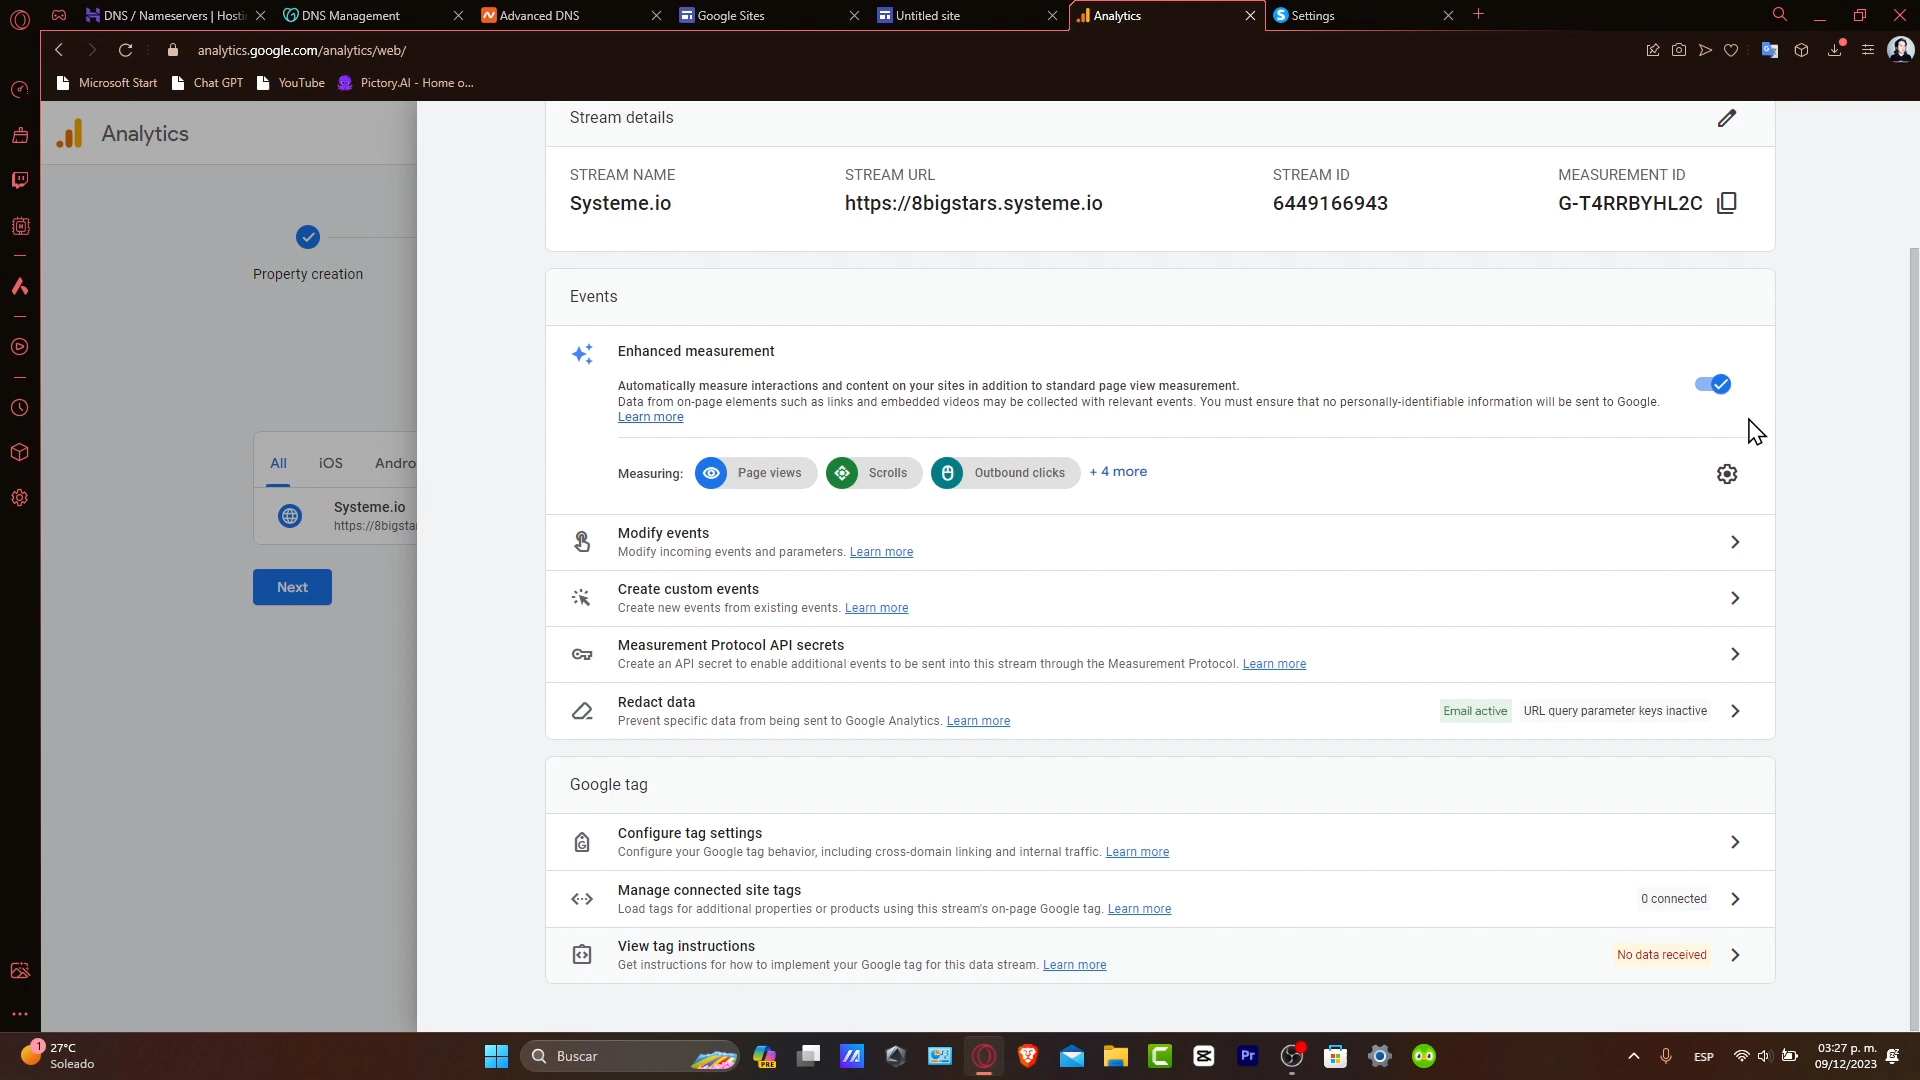 DNS / Nameservers | Hosti
DNS Management
Advanced DNS
Google Sites
Untitled site
Analytics
Settings
analytics.google.com/analytics/web/
Microsoft Start
Chat GPT
YouTube
Pictory.AI - Home o...
Analytics
Property creation
All
iOS
Andro
Systeme.io
https://8bigsta
Next
Stream details
STREAM NAME
STREAM URL
STREAM ID
MEASUREMENT ID
Systeme.io
https://8bigstars.systeme.io
6449166943
G-T4RRBYHL2C
Events
Enhanced measurement
Automatically measure interactions and content on your sites in addition to standard page view measurement.
Data from on-page elements such as links and embedded videos may be collected with relevant events. You must ensure that no personally-identifiable information will be sent to Google.
Learn more
Measuring:
Page views
Scrolls
Outbound clicks
+ 4 more
Modify events
Modify incoming events and parameters. Learn more
Create custom events
Create new events from existing events. Learn more
Measurement Protocol API secrets
Create an API secret to enable additional events to be sent into this stream through the Measurement Protocol. Learn more
Redact data
Prevent specific data from being sent to Google Analytics. Learn more
Email active
URL query parameter keys inactive
Google tag
Configure tag settings
Configure your Google tag behavior, including cross-domain linking and internal traffic. Learn more
Manage connected site tags
Load tags for additional properties or products using this stream's on-page Google tag. Learn more
0 connected
View tag instructions
Get instructions for how to implement your Google tag for this data stream. Learn more
No data received
1
27°C
Soleado
Buscar
PRE
Pr
ESP
03:27 p. m.
09/12/2023